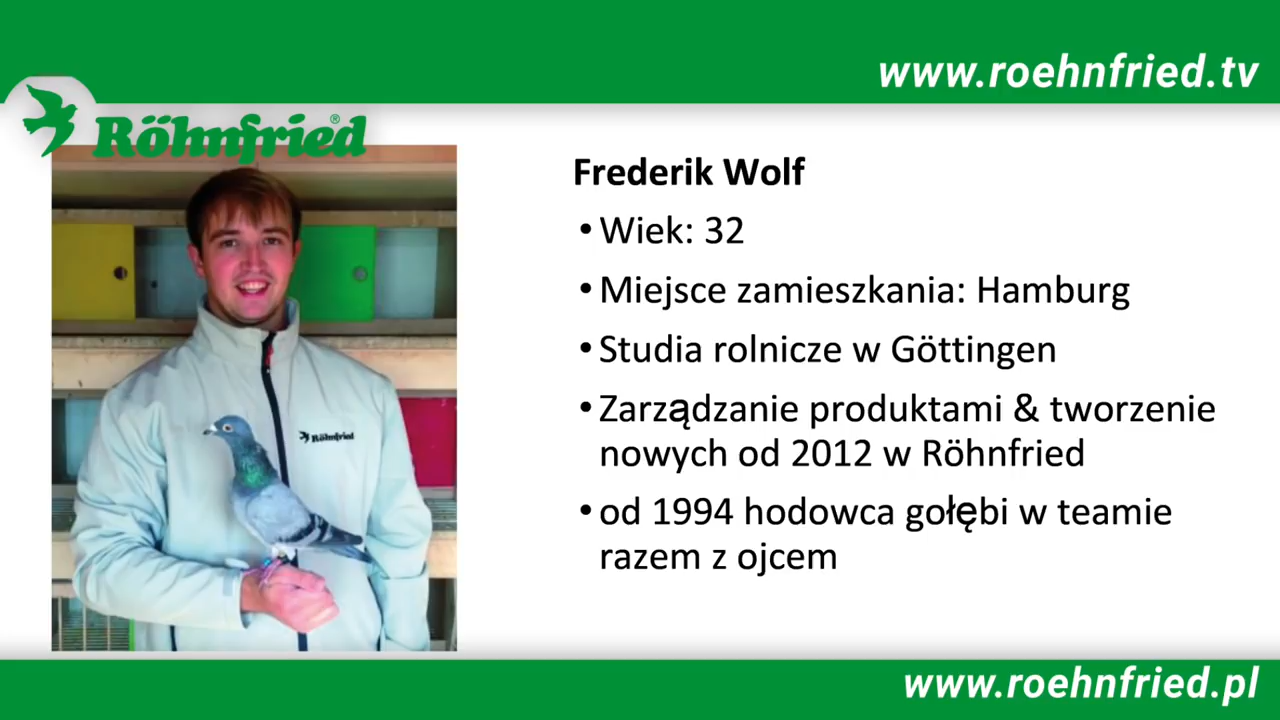 www.roehnfried.tv
Röhnfried®
Frederik Wolf
•Wiek: 32
•Miejsce zamieszkania: Hamburg
•Studia rolnicze w Göttingen
•Zarządzanie produktami & tworzenie
nowych od 2012 w Röhnfried
•od 1994 hodowca gołębi w teamie
razem z ojcem
Röhnfried
www.roehnfried.pl